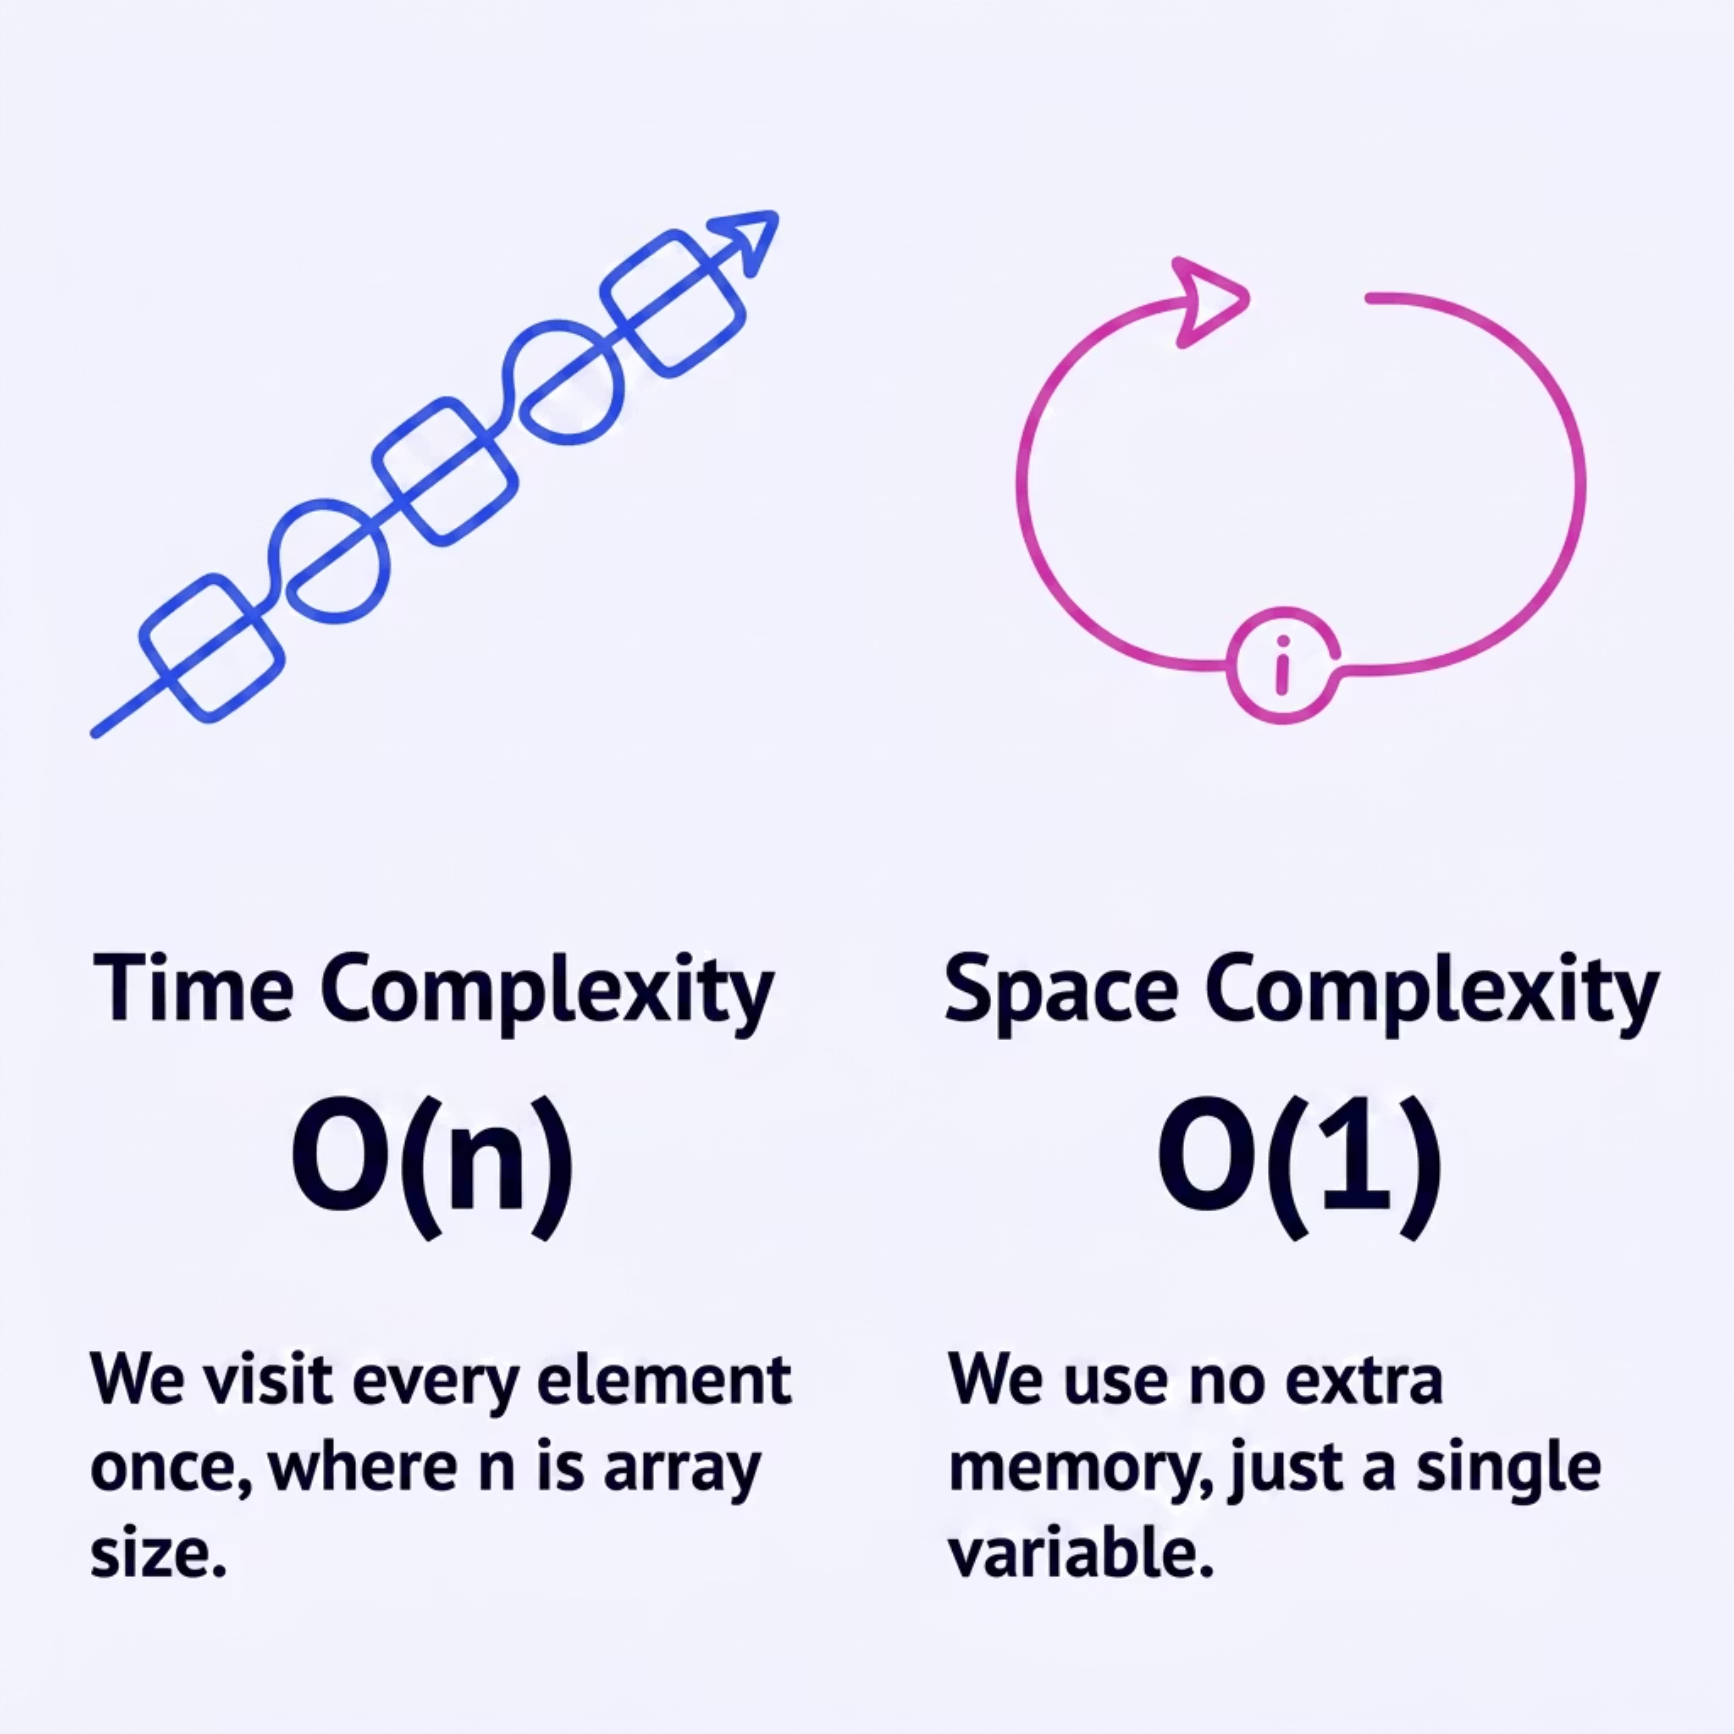 i
Time Complexity
O(n)
We visit every element
once, where n is array
size.
Space Complexity
O(1)
We use no extra
memory, just a single
variable.